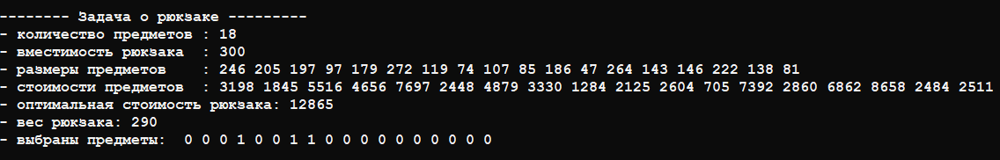 -------- Задача о рюкзаке ---------
- количество предметов : 18
- вместимость рюкзака  : 300
- размеры предметов    : 246 205 197 97 179 272 119 74 107 85 186 47 264 143 146 222 138 81
- стоимости предметов  : 3198 1845 5516 4656 7697 2448 4879 3330 1284 2125 2604 705 7392 2860 6862 8658 2484 2511
- оптимальная стоимость рюкзака: 12865
- вес рюкзака: 290
- выбраны предметы:  0 0 0 1 0 0 1 1 0 0 0 0 0 0 0 0 0 0